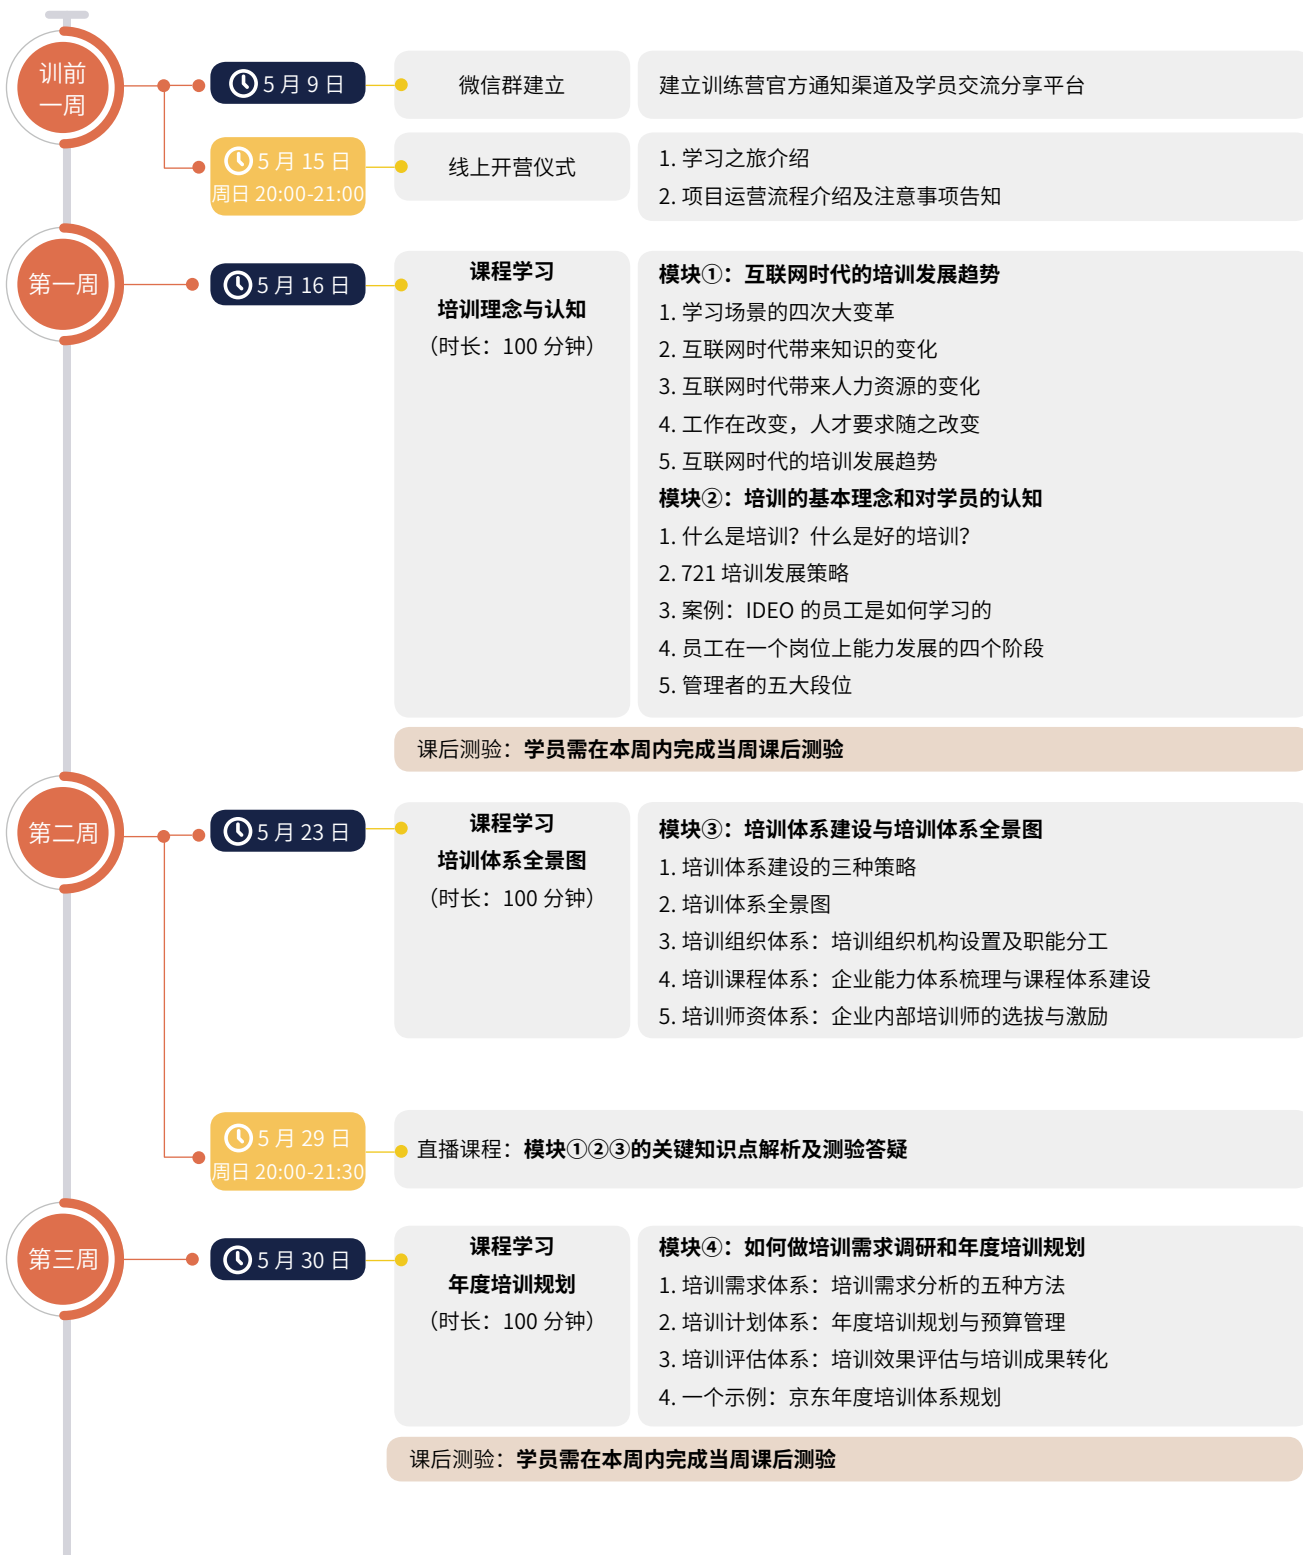 训前
一周
5 月 9 日
微信群建立
建立训练营官方通知渠道及学员交流分享平台
5 月 15 日
周日 20:00-21:00
线上开营仪式
1. 学习之旅介绍
2. 项目运营流程介绍及注意事项告知
第一周
5 月 16 日
课程学习
培训理念与认知
（时长：100 分钟）
模块①：互联网时代的培训发展趋势
1. 学习场景的四次大变革
2. 互联网时代带来知识的变化
3. 互联网时代带来人力资源的变化
4. 工作在改变，人才要求随之改变
5. 互联网时代的培训发展趋势
模块②：培训的基本理念和对学员的认知
1. 什么是培训？什么是好的培训？
2. 721 培训发展策略
3. 案例：IDEO 的员工是如何学习的
4. 员工在一个岗位上能力发展的四个阶段
5. 管理者的五大段位
课后测验：学员需在本周内完成当周课后测验
第二周
5 月 23 日
课程学习
培训体系全景图
（时长：100 分钟）
模块③：培训体系建设与培训体系全景图
1. 培训体系建设的三种策略
2. 培训体系全景图
3. 培训组织体系：培训组织机构设置及职能分工
4. 培训课程体系：企业能力体系梳理与课程体系建设
5. 培训师资体系：企业内部培训师的选拔与激励
5 月 29 日
周日 20:00-21:30
直播课程：模块①②③的关键知识点解析及测验答疑
第三周
5 月 30 日
课程学习
年度培训规划
（时长：100 分钟）
模块④：如何做培训需求调研和年度培训规划
1. 培训需求体系：培训需求分析的五种方法
2. 培训计划体系：年度培训规划与预算管理
3. 培训评估体系：培训效果评估与培训成果转化
4. 一个示例：京东年度培训体系规划
课后测验：学员需在本周内完成当周课后测验